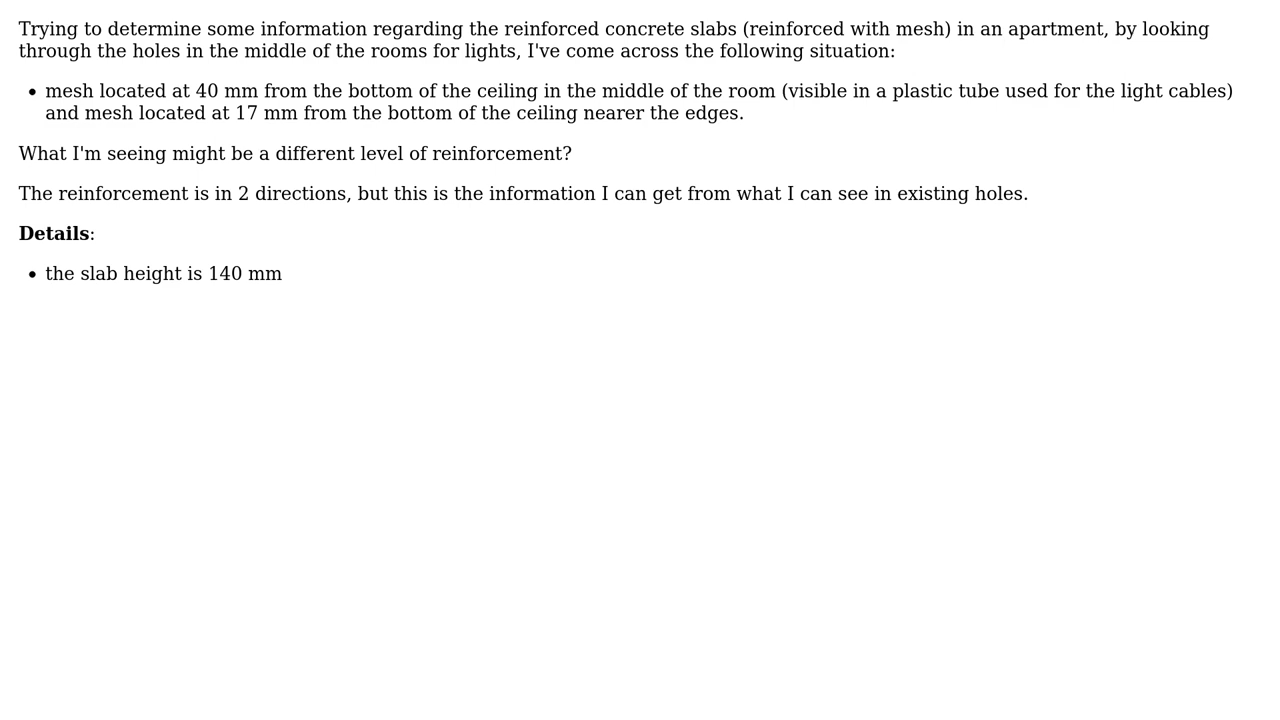 Trying to determine some information regarding the reinforced concrete slabs (reinforced with mesh) in an apartment, by looking
through the holes in the middle of the rooms for lights, I've come across the following situation:
• mesh located at 40 mm from the bottom of the ceiling in the middle of the room (visible in a plastic tube used for the light cables)
and mesh located at 17 mm from the bottom of the ceiling nearer the edges.
What I'm seeing might be a different level of reinforcement?
The reinforcement is in 2 directions, but this is the information I can get from what I can see in existing holes.
Details:
• the slab height is 140 mm